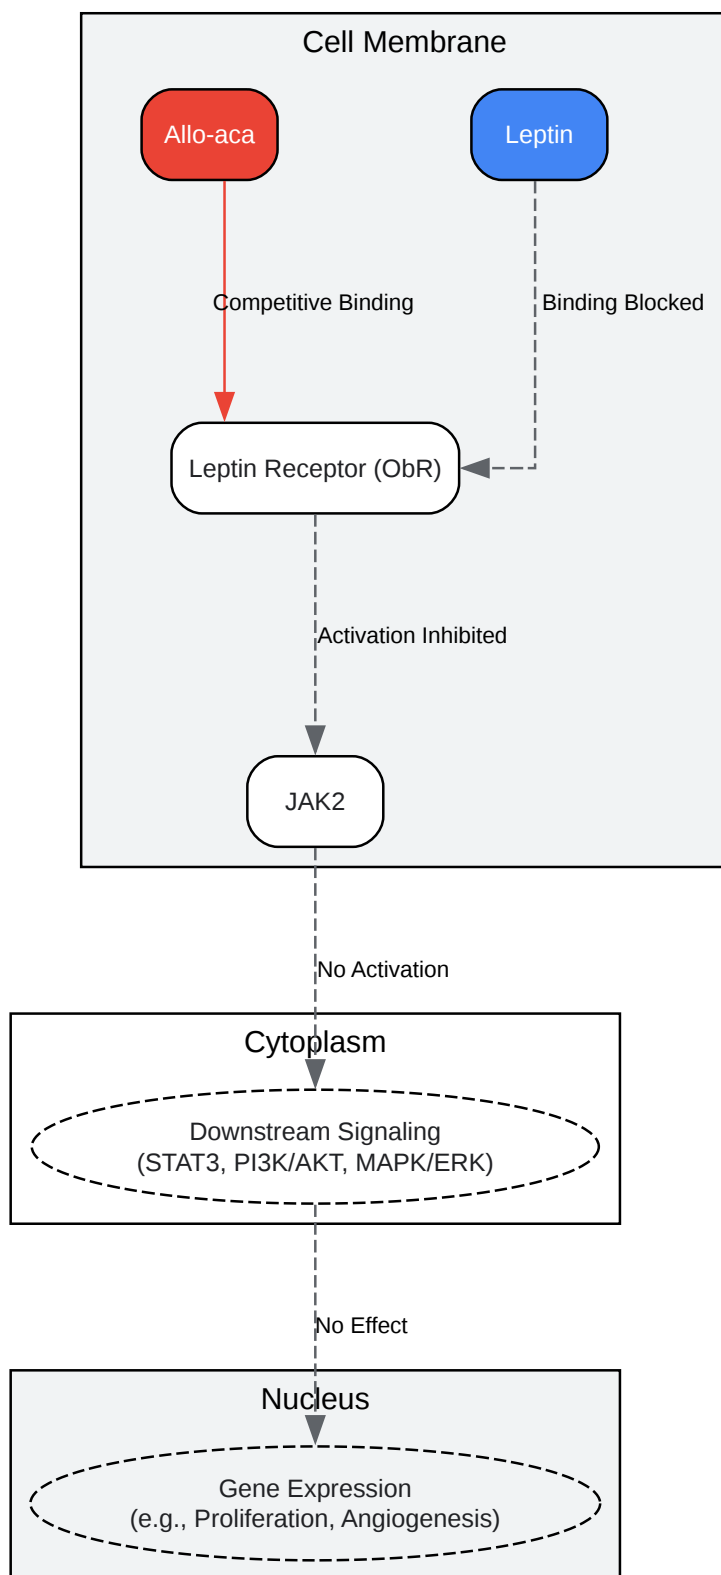 Cell Membrane
Allo-aca
Leptin
Competitive Binding
Binding Blocked
Leptin Receptor (ObR)
Activation Inhibited
JAK2
No Activation
Cytoplasm
Downstream Signaling
(STAT3, PI3K/AKT, MAPK/ERK)
No Effect
Nucleus
Gene Expression
(e.g., Proliferation, Angiogenesis)